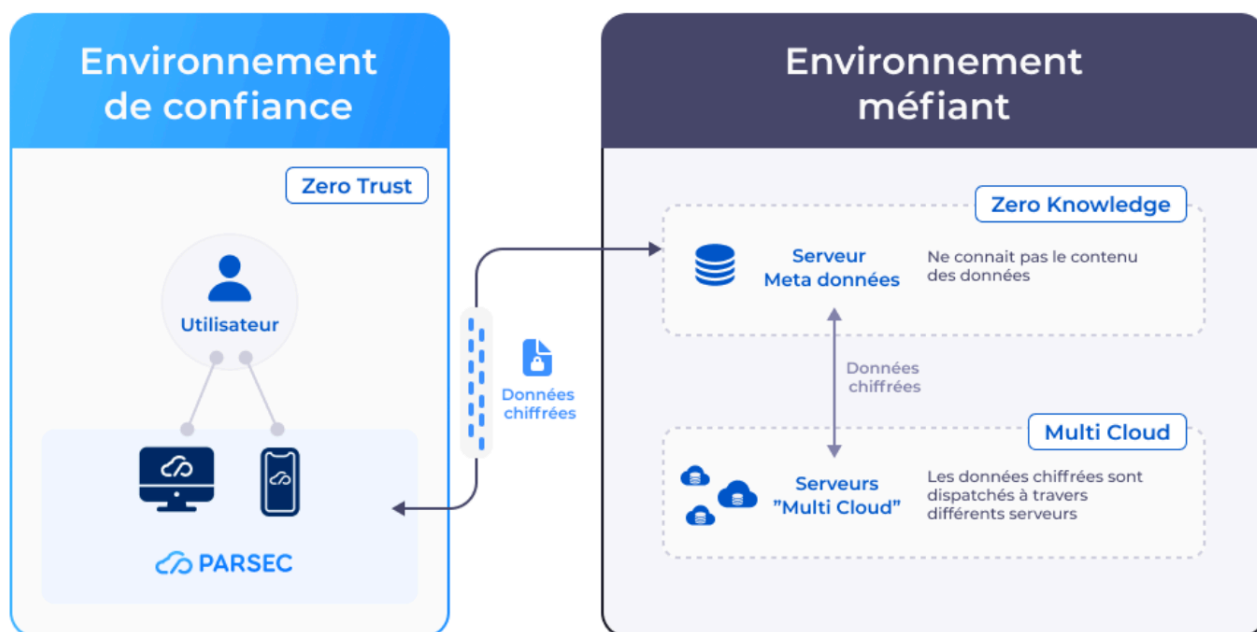 Environnement
de confiance
Zero Trust
Utilisateur
PARSEC
Données
chiffrées
Environnement
méfiant
Zero Knowledge
Serveur
Meta données
Ne connait pas le contenu
des données
Données
chiffrées
Multi Cloud
Serveurs
"Multi Cloud"
Les données chiffrées sont
dispatchés à travers
différents serveurs